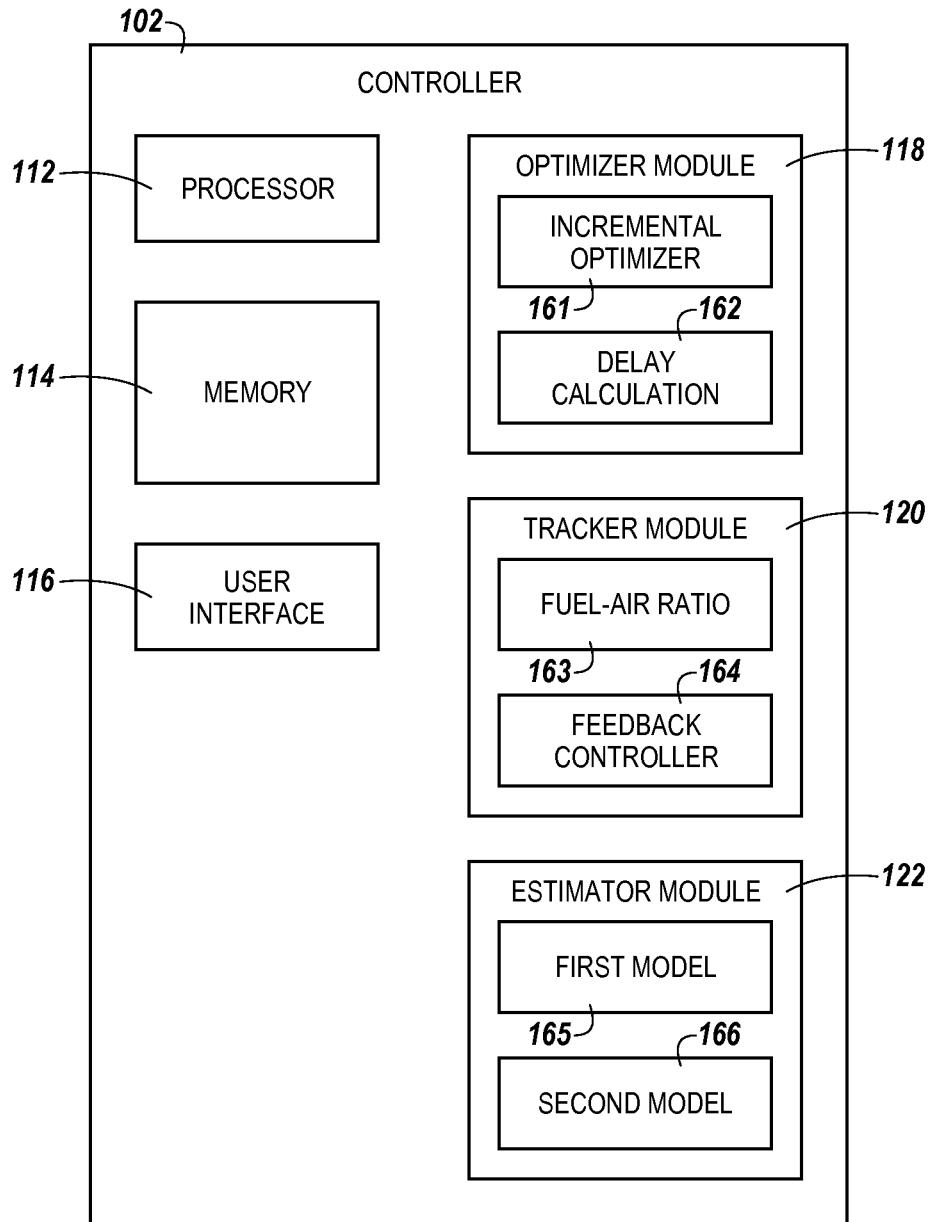 102
CONTROLLER
112
PROCESSOR
114
MEMORY
116
USER
INTERFACE
OPTIMIZER MODULE
118
INCREMENTAL
OPTIMIZER
161
162
DELAY
CALCULATION
TRACKER MODULE
120
FUEL-AIR RATIO
163
164
FEEDBACK
CONTROLLER
ESTIMATOR MODULE
122
FIRST MODEL
165
166
SECOND MODEL